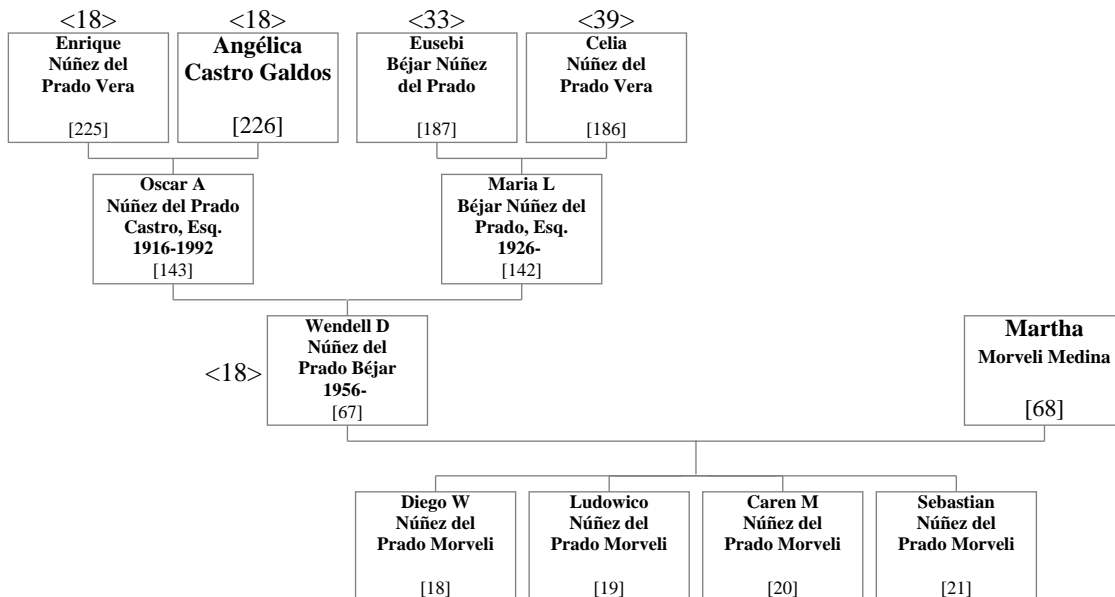 <18>
<18>
<33>
<39>
Enrique
Núñez del
Prado Vera
[225]
Angélica
Castro Galdos
[226]
Eusebi
Béjar Núñez
del Prado
[187]
Celia
Núñez del
Prado Vera
[186]
Oscar A
Núñez del Prado
Castro, Esq.
1916-1992
[143]
Maria L
Béjar Núñez del
Prado, Esq.
1926-
[142]
<18>
Wendell D
Núñez del
Prado Béjar
1956-
[67]
Martha
Morveli Medina
[68]
Diego W
Núñez del
Prado Morveli
[18]
Ludowico
Núñez del
Prado Morveli
[19]
Caren M
Núñez del
Prado Morveli
[20]
Sebastian
Núñez del
Prado Morveli
[21]